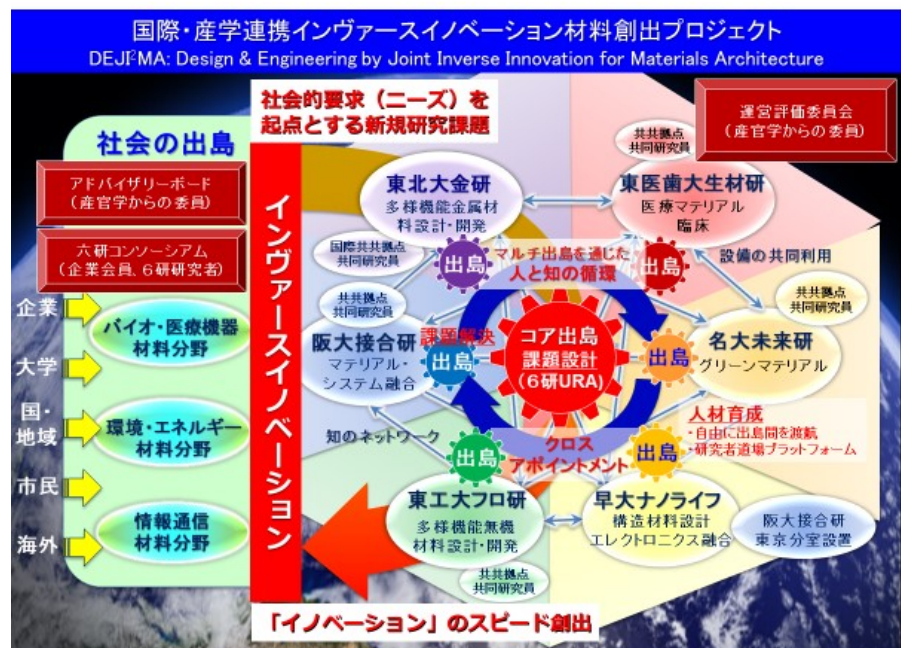 国際・産学連携インヴァースイノベーション材料創出プロジェクト
DEJI²MA: Design & Engineering by Joint Inverse Innovation for Materials Architecture
社会的要求（ニーズ）を
起点とする新規研究課題
運営評価委員会
（産官学からの委員）
社会の出島
アドバイザリーボード
（産官学からの委員）
六研コンソーシアム
（企業会員、6研研究者）
企業
大学
国・
地域
市民
海外
バイオ・医療機器
材料分野
環境・エネルギー
材料分野
情報通信
材料分野
インヴァースイノベーション
東北大金研
多様機能金属材
料設計・開発
国際共共拠点
共同研究員
出島
共共拠点
共同研究員
東医歯大生材研
医療マテリアル
臨床
出島
マルチ出島を通じた
人と知の循環
設備の共同利用
共共拠点
共同研究員
阪大接合研
マテリアル・
システム融合
課題解決
出島
コア出島
課題設計
（6研URA）
出島
共共拠点
共同研究員
名大未来研
グリーンマテリアル
人材育成
・自由に出島間を渡航
・研究者道場プラットフォーム
知のネットワーク
出島
クロス
アポイントメント
出島
東工大フロ研
多様機能無機
材料設計・開発
共共拠点
共同研究員
早大ナノライフ
構造材料設計
エレクトロニクス融合
阪大接合研
東京分室設置
「イノベーション」のスピード創出